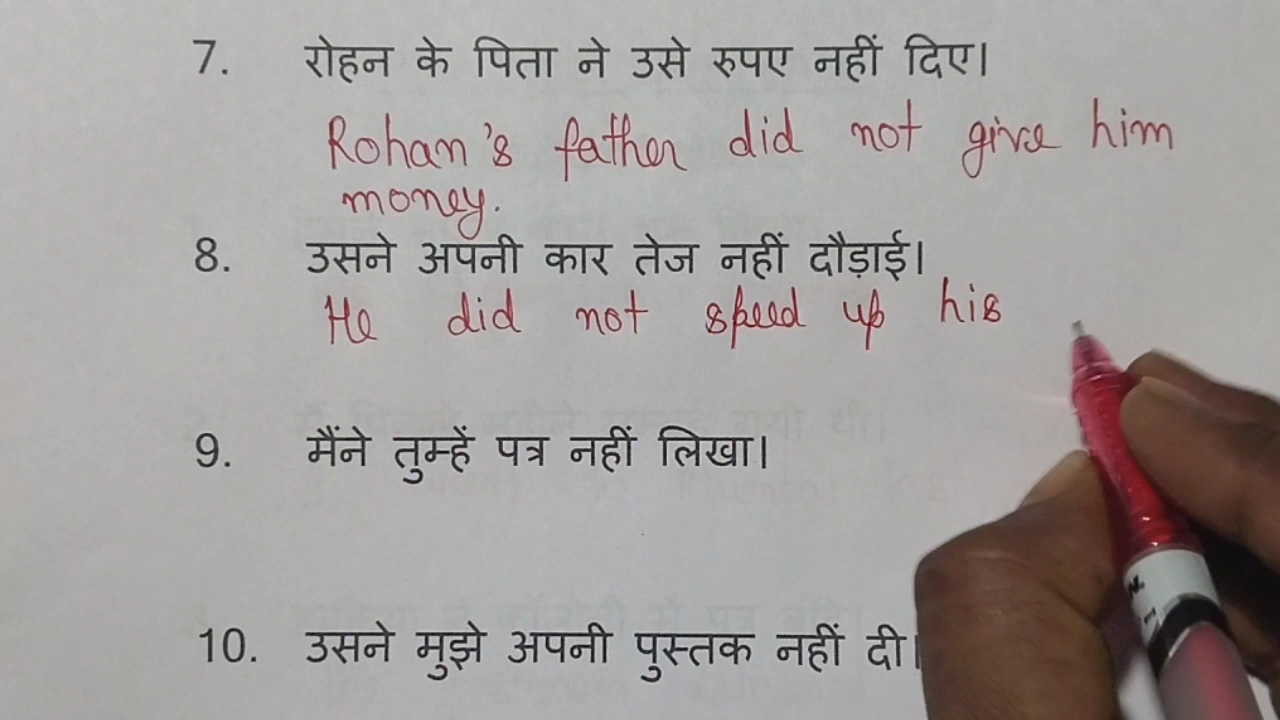 7. रोहन के पिता ने उसे रुपए नहीं दिए।
Rohan's father did not give him
money.
8. उसने अपनी कार तेज नहीं दौड़ाई।
He did not speed up his
9. मैंने तुम्हें पत्र नहीं लिखा।
10. उसने मुझे अपनी पुस्तक नहीं दी।